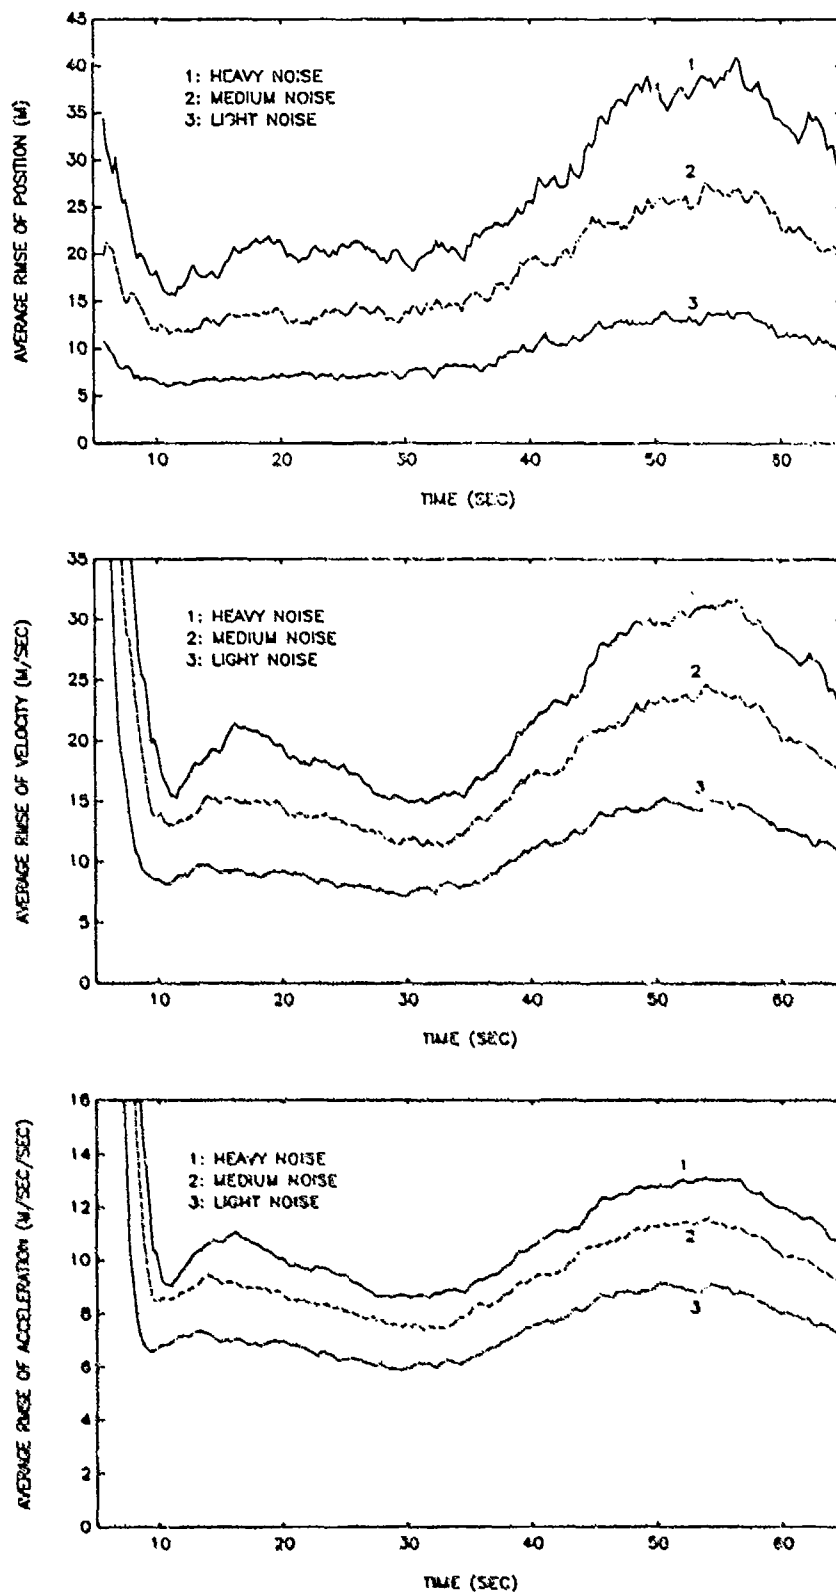 AVERAGE RMSE OF POSITION (M)
45
40
35
30
25
20
15
10
5
0
1: HEAVY NOISE
2: MEDIUM NOISE
3: LIGHT NOISE
1
2
3
10 20 30 40 50 60
TIME (SEC)
AVERAGE RMSE OF VELOCITY (M/SEC)
35
30
25
20
15
10
5
0
1: HEAVY NOISE
2: MEDIUM NOISE
3: LIGHT NOISE
2
3
10 20 30 40 50 60
TIME (SEC)
AVERAGE RMSE OF ACCELERATION (M/SEC/SEC)
16
14
12
10
8
6
4
2
0
1: HEAVY NOISE
2: MEDIUM NOISE
3: LIGHT NOISE
1
2
3
10 20 30 40 50 60
TIME (SEC)